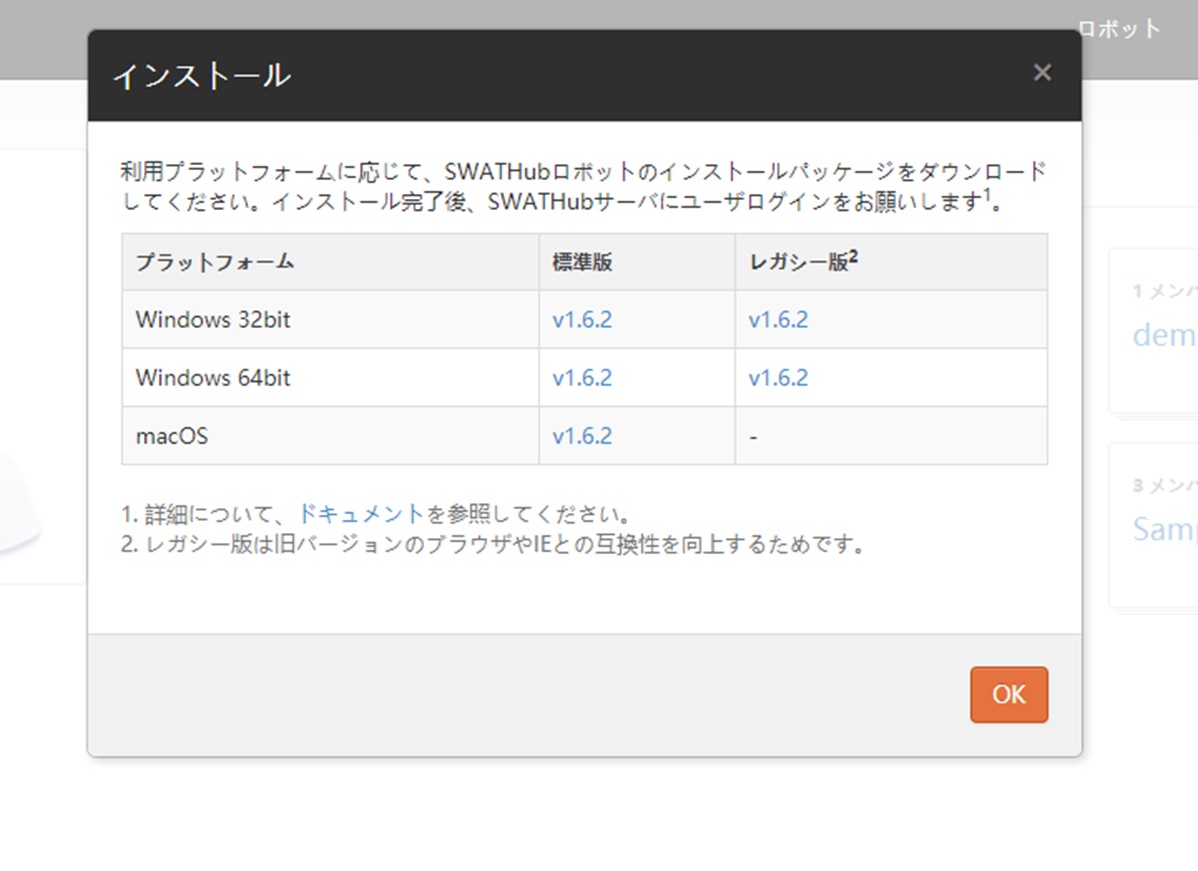 ロボット
インストール ×
利用プラットフォームに応じて、SWATHubロボットのインストールパッケージをダウンロード
してください。インストール完了後、SWATHubサーバにユーザログインをお願いします1。
プラットフォーム 標準版 レガシー版2
Windows 32bit v1.6.2 v1.6.2
Windows 64bit v1.6.2 v1.6.2
macOS v1.6.2 -
1. 詳細について、ドキュメントを参照してください。
2. レガシー版は旧バージョンのブラウザやIEとの互換性を向上するためです。
OK
1 メンバ
dem
3 メンバ
Samp